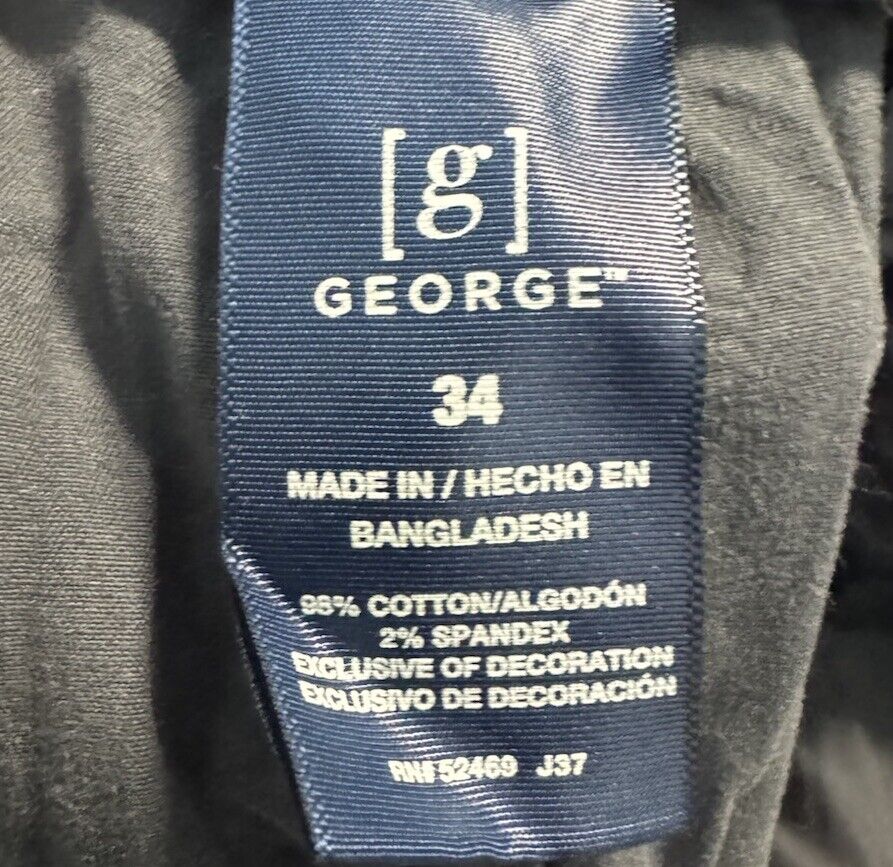 [g]
GEORGE™
34
MADE IN / HECHO EN
BANGLADESH
98% COTTON/ALGODÓN
2% SPANDEX
EXCLUSIVE OF DECORATION
EXCLUSIVO DE DECORACIÓN
RN# 52469 J37